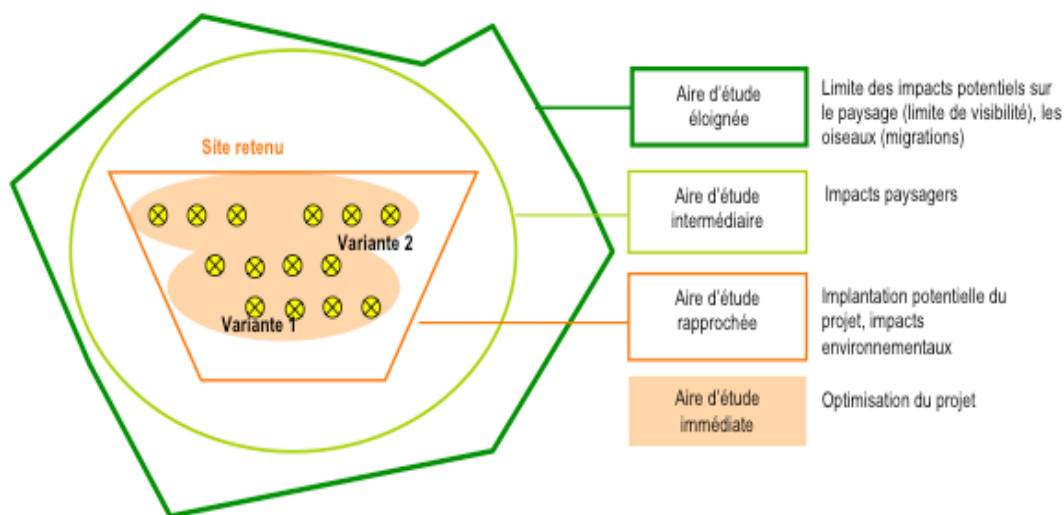 Site retenu
Variante 2
Variante 1
Aire d'étude
éloignée
Limite des impacts potentiels sur
le paysage (limite de visibilité), les
oiseaux (migrations)
Aire d'étude
intermédiaire
Impacts paysagers
Aire d'étude
rapprochée
Implantation potentielle du
projet, impacts
environnementaux
Aire d'étude
immédiate
Optimisation du projet